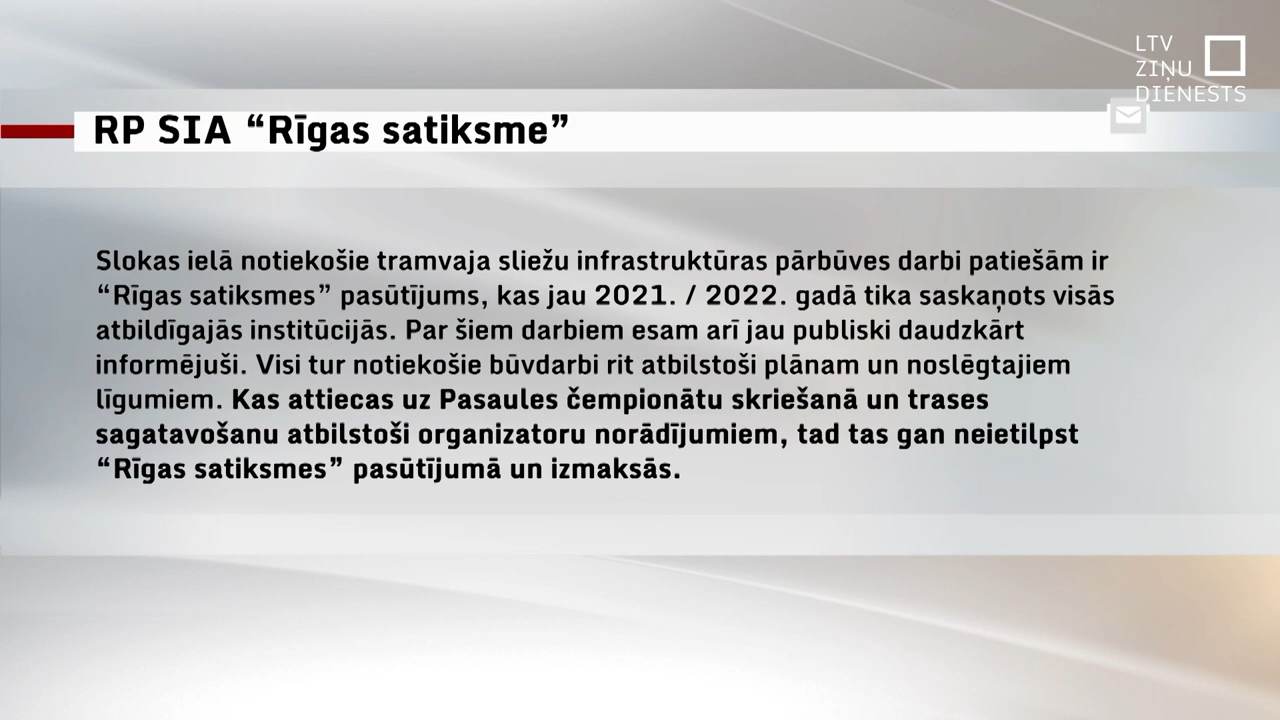 LTV
ZIŅU
DIENESTS
RP SIA “Rīgas satiksme”
Slokas ielā notiekošie tramvaja sliežu infrastruktūras pārbūves darbi patiešām ir
“Rīgas satiksmes” pasūtījums, kas jau 2021. / 2022. gadā tika saskaņots visās
atbildīgajās institūcijās. Par šiem darbiem esam arī jau publiski daudzkārt
informējuši. Visi tur notiekošie būvdarbi rit atbilstoši plānam un noslēgtajiem
līgumiem. Kas attiecas uz Pasaules čempionātu skriešanā un trases
sagatavošanu atbilstoši organizatoru norādījumiem, tad tas gan neietilpst
“Rīgas satiksmes” pasūtījumā un izmaksās.